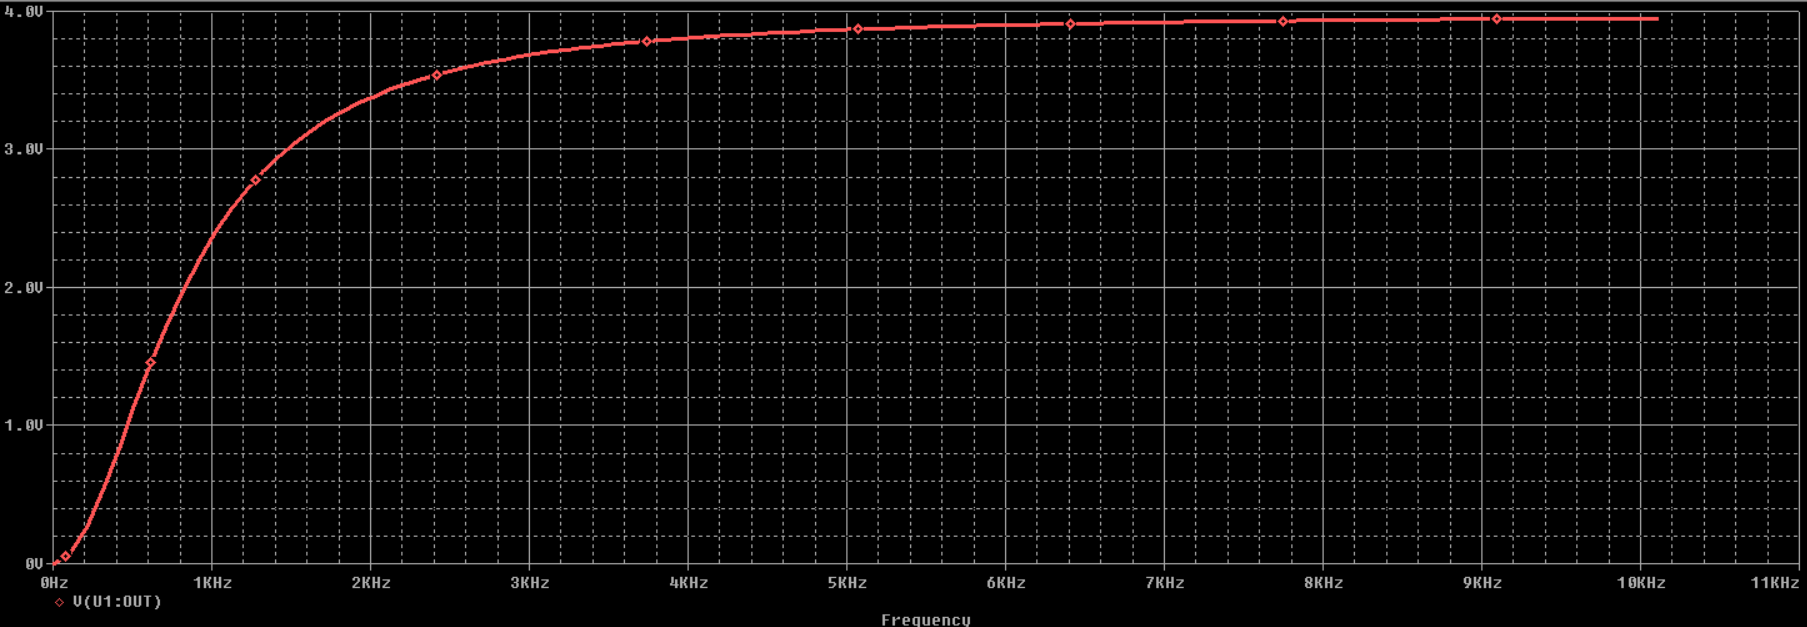 4.0V
3.0V
2.0V
1.0V
0V
0Hz 1KHz 2KHz 3KHz 4KHz 5KHz 6KHz 7KHz 8KHz 9KHz 10KHz 11KHz
V(U1:OUT)
Frequency